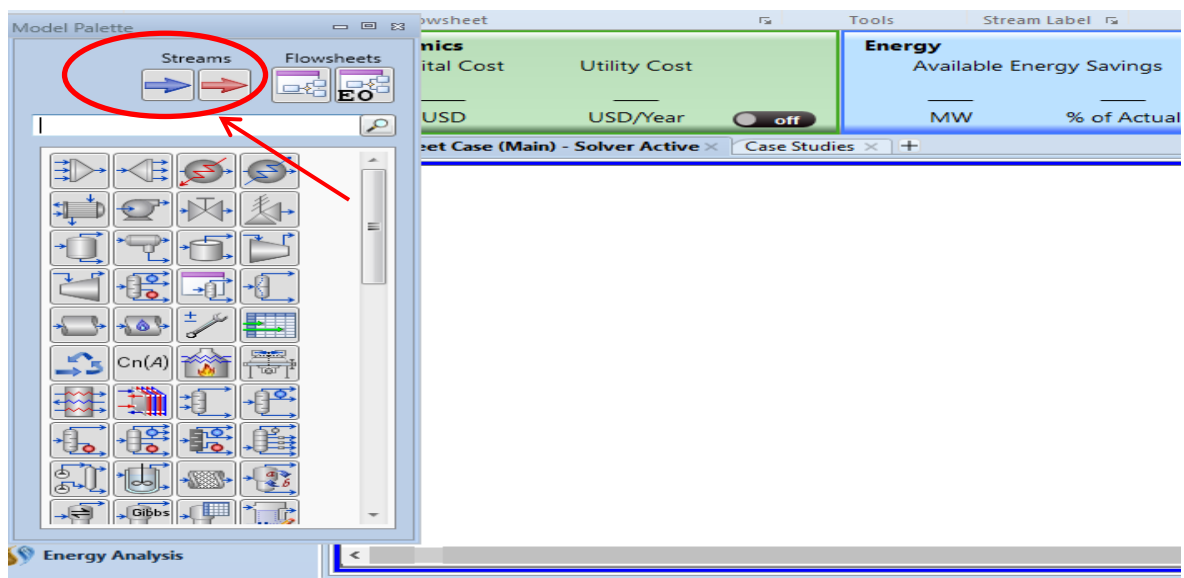 Model Palette
Streams Flowsheets
EO
Cn(A)
Gibbs
Energy Analysis
owsheet Tools Stream Label
mics
ital Cost Utility Cost
USD USD/Year off
Energy
Available Energy Savings
MW % of Actual
eet Case (Main) - Solver Active Case Studies